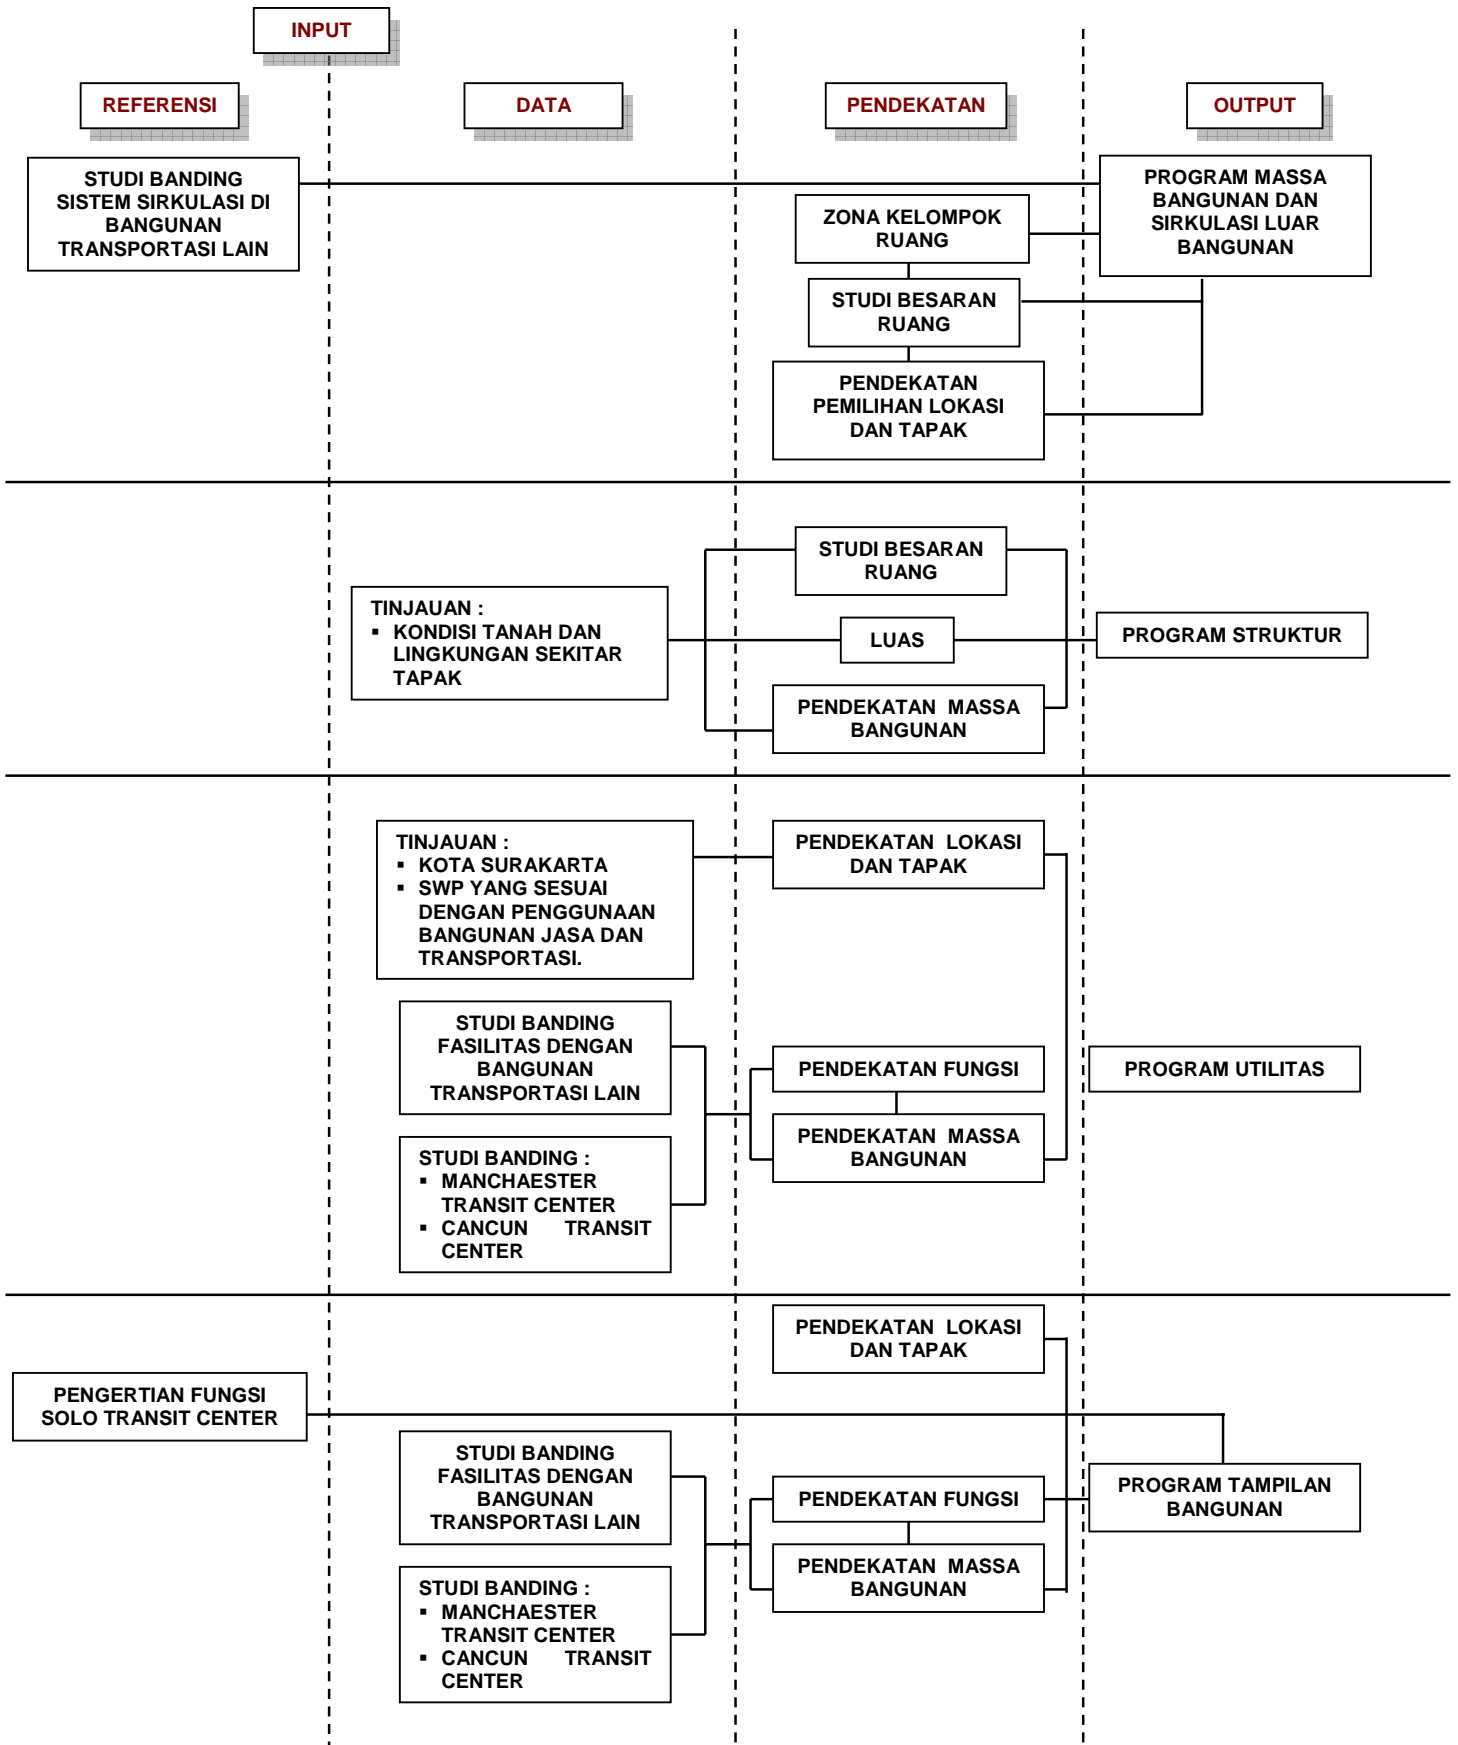 INPUT
REFERENSI
DATA
PENDEKATAN
OUTPUT
STUDI BANDING
SISTEM SIRKULASI DI
BANGUNAN
TRANSPORTASI LAIN
ZONA KELOMPOK
RUANG
STUDI BESARAN
RUANG
PENDEKATAN
PEMILIHAN LOKASI
DAN TAPAK
PROGRAM MASSA
BANGUNAN DAN
SIRKULASI LUAR
BANGUNAN
TINJAUAN :
▪ KONDISI TANAH DAN
LINGKUNGAN SEKITAR
TAPAK
STUDI BESARAN
RUANG
LUAS
PENDEKATAN MASSA
BANGUNAN
PROGRAM STRUKTUR
TINJAUAN :
▪ KOTA SURAKARTA
▪ SWP YANG SESUAI
DENGAN PENGGUNAAN
BANGUNAN JASA DAN
TRANSPORTASI.
PENDEKATAN LOKASI
DAN TAPAK
STUDI BANDING
FASILITAS DENGAN
BANGUNAN
TRANSPORTASI LAIN
STUDI BANDING :
▪ MANCHAESTER
TRANSIT CENTER
▪ CANCUN TRANSIT
CENTER
PENDEKATAN FUNGSI
PENDEKATAN MASSA
BANGUNAN
PROGRAM UTILITAS
PENDEKATAN LOKASI
DAN TAPAK
PENGERTIAN FUNGSI
SOLO TRANSIT CENTER
STUDI BANDING
FASILITAS DENGAN
BANGUNAN
TRANSPORTASI LAIN
STUDI BANDING :
▪ MANCHAESTER
TRANSIT CENTER
▪ CANCUN TRANSIT
CENTER
PENDEKATAN FUNGSI
PENDEKATAN MASSA
BANGUNAN
PROGRAM TAMPILAN
BANGUNAN